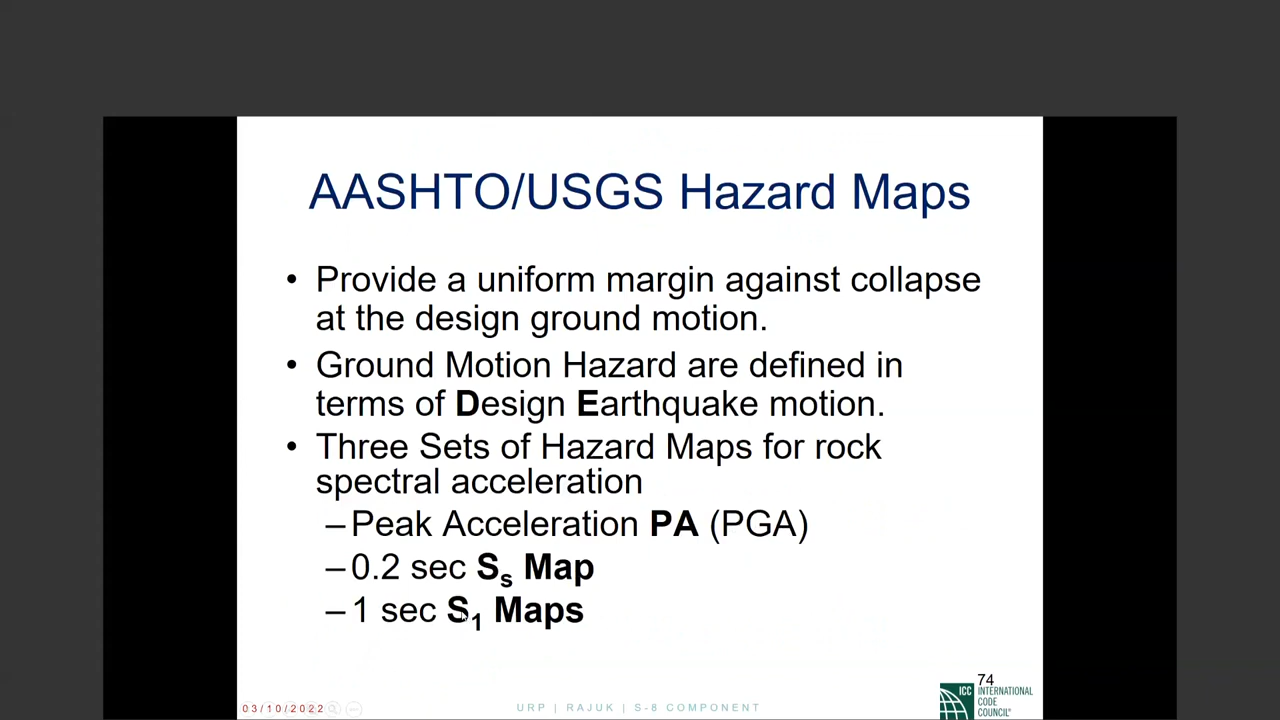 AASHTO/USGS Hazard Maps
• Provide a uniform margin against collapse
at the design ground motion.
• Ground Motion Hazard are defined in
terms of Design Earthquake motion.
• Three Sets of Hazard Maps for rock
spectral acceleration
–Peak Acceleration PA (PGA)
–0.2 sec Ss Map
–1 sec S1 Maps
74
ICC INTERNATIONAL
CODE
COUNCIL
03/10/2022
URP | RAJUK | S-8 COMPONENT